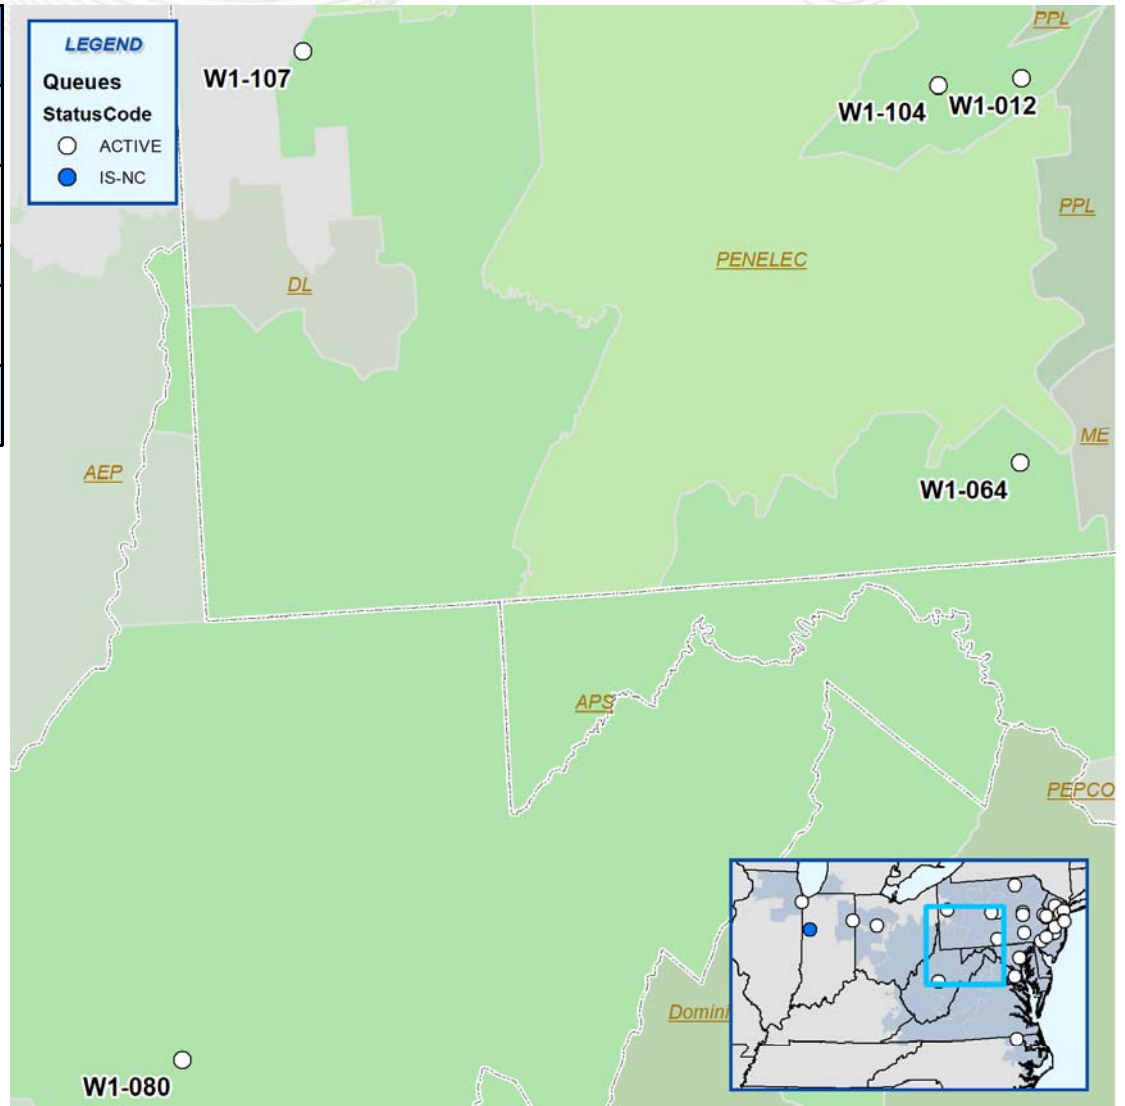 LEGEND
Queues
StatusCode
ACTIVE
IS-NC
W1-107
PPL
W1-104
W1-012
PPL
PENELEC
DL
ME
AEP
W1-064
APS
PEPCO
Domini
W1-080